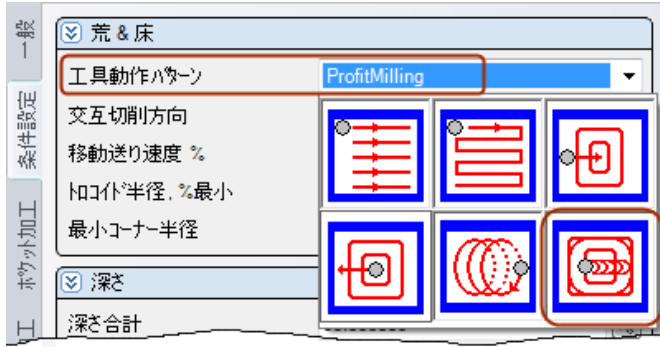 一般
条件設定
ポケット加工
工
荒&床
工具動作パターン
ProfitMilling
交互切削方向
移動送り速度 %
トロコイド半径, %最小
最小コーナー半径
深さ
深さ合計